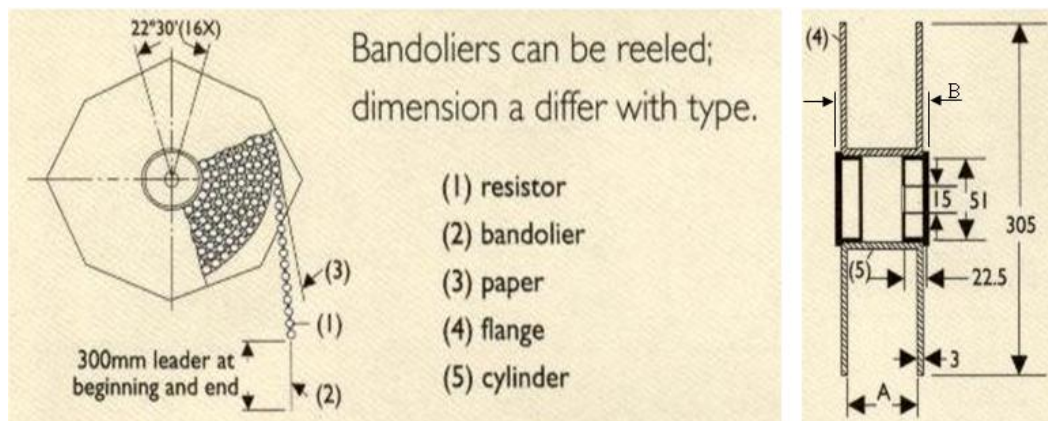 22°30'(16X)
Bandoliers can be reeled;
dimension a differ with type.
(1) resistor
(2) bandolier
(3) paper
(4) flange
(5) cylinder
(3)
(1)
300mm leader at
beginning and end
(2)
(4)
B
15
51
305
(5)
22.5
3
A